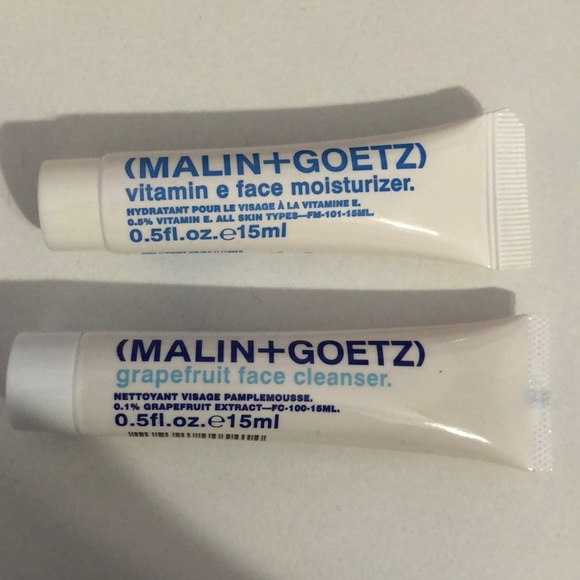 (MALIN+GOETZ)
vitamin e face moisturizer.
HYDRATANT POUR LE VISAGE À LA VITAMINE E.
0.5% VITAMIN E. ALL SKIN TYPES—FM-101-15ML.
0.5fl.oz.℮15ml
(MALIN+GOETZ)
grapefruit face cleanser.
NETTOYANT VISAGE PAMPLEMOUSSE.
0.1% GRAPEFRUIT EXTRACT—FC-100-15ML.
0.5fl.oz.℮15ml